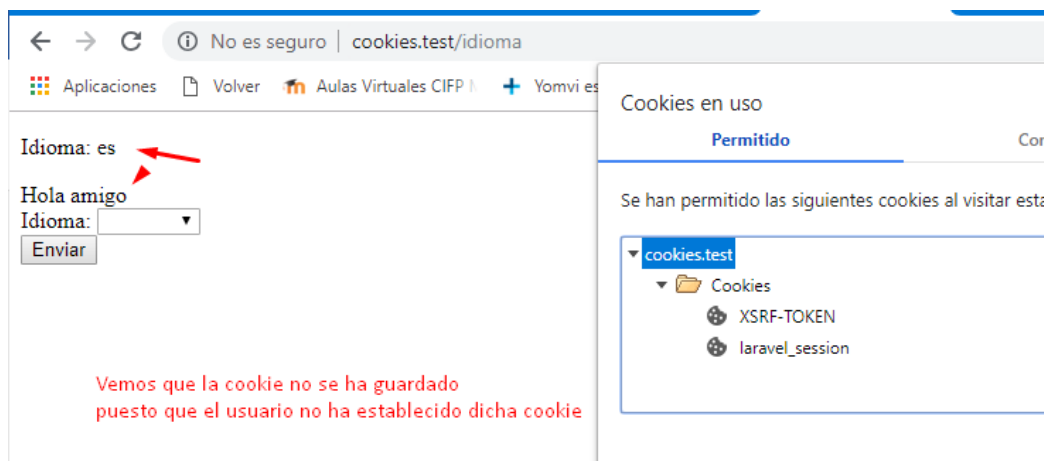 No es seguro | cookies.test/idioma
Aplicaciones Volver Aulas Virtuales CIFP Yomvi es
Cookies en uso
Permitido Cor
Se han permitido las siguientes cookies al visitar esta
Idioma: es
Hola amigo
Idioma:
Enviar
cookies.test
Cookies
XSRF-TOKEN
laravel_session
Vemos que la cookie no se ha guardado
puesto que el usuario no ha establecido dicha cookie